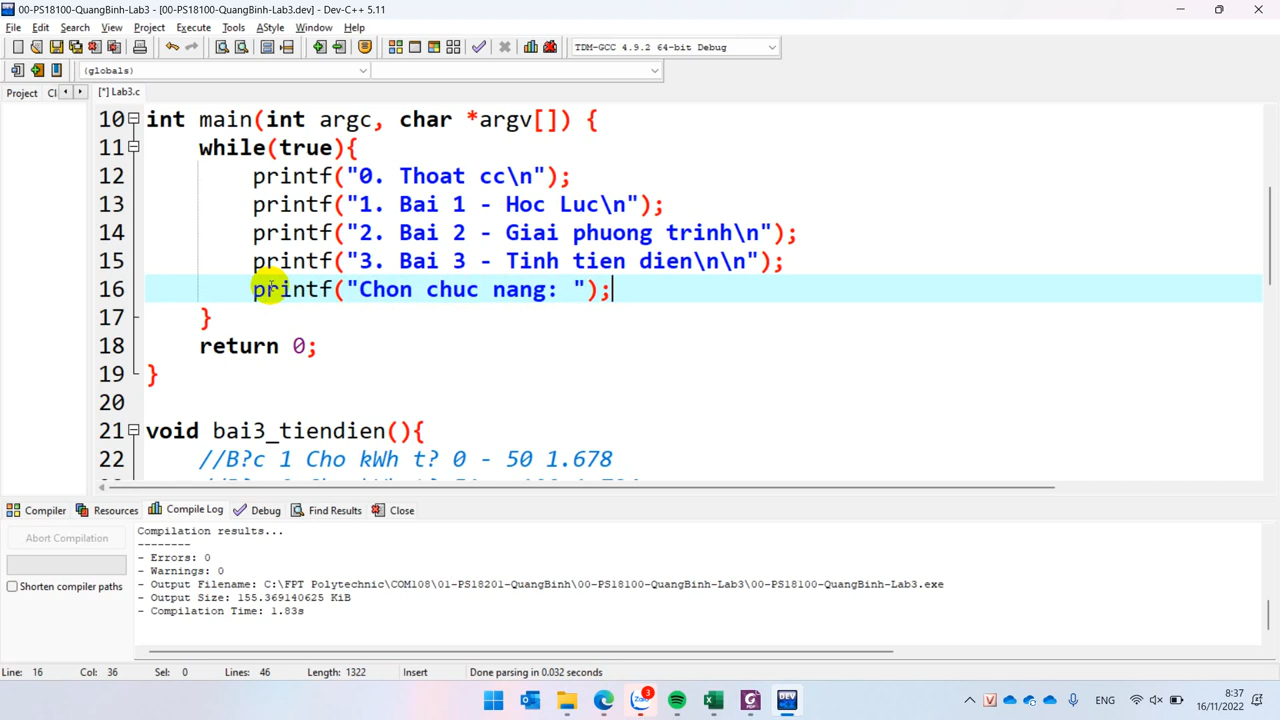 00-PS18100-QuangBinh-Lab3 - [00-PS18100-QuangBinh-Lab3.dev] - Dev-C++ 5.11
File Edit Search View Project Execute Tools AStyle Window Help
TDM-GCC 4.9.2 64-bit Debug
(globals)
Project Cl [*] Lab3.c
10 int main(int argc, char *argv[]) {
11 while(true){
12 printf("0. Thoat cc\n");
13 printf("1. Bai 1 - Hoc Luc\n");
14 printf("2. Bai 2 - Giai phuong trinh\n");
15 printf("3. Bai 3 - Tinh tien dien\n\n");
16 printf("Chon chuc nang: ");
17 }
18 return 0;
19 }
20
21 void bai3_tiendien(){
22 //B?c 1 Cho kWh t? 0 - 50 1.678
Compiler Resources Compile Log Debug Find Results Close
Abort Compilation
Shorten compiler paths
Compilation results...
--------
- Errors: 0
- Warnings: 0
- Output Filename: C:\FPT Polytechnic\COM108\01-PS18201-QuangBinh\00-PS18100-QuangBinh-Lab3\00-PS18100-QuangBinh-Lab3.exe
- Output Size: 155.369140625 KiB
- Compilation Time: 1.83s
Line: 16 Col: 36 Sel: 0 Lines: 46 Length: 1322 Insert Done parsing in 0.032 seconds
Zalo 3 DEV ENG 8:37
16/11/2022